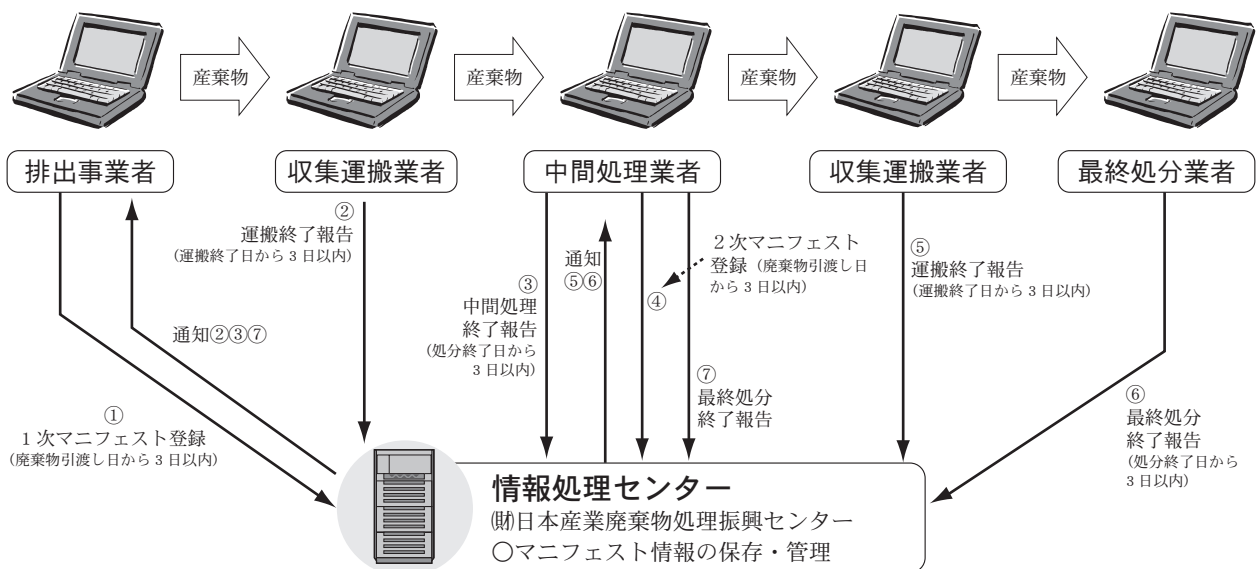 産棄物
産棄物
産棄物
産棄物
排出事業者
収集運搬業者
中間処理業者
収集運搬業者
最終処分業者
通知②③⑦
①
1次マニフェスト登録
(廃棄物引渡し日から3日以内)
②
運搬終了報告
(運搬終了日から3日以内)
③
中間処理
終了報告
(処分終了日から
3日以内)
通知
⑤⑥
④
2次マニフェスト
登録(廃棄物引渡し日
から3日以内)
⑦
最終処分
終了報告
⑤
運搬終了報告
(運搬終了日から3日以内)
⑥
最終処分
終了報告
(処分終了日から
3日以内)
情報処理センター
㈶日本産業廃棄物処理振興センター
○マニフェスト情報の保存・管理